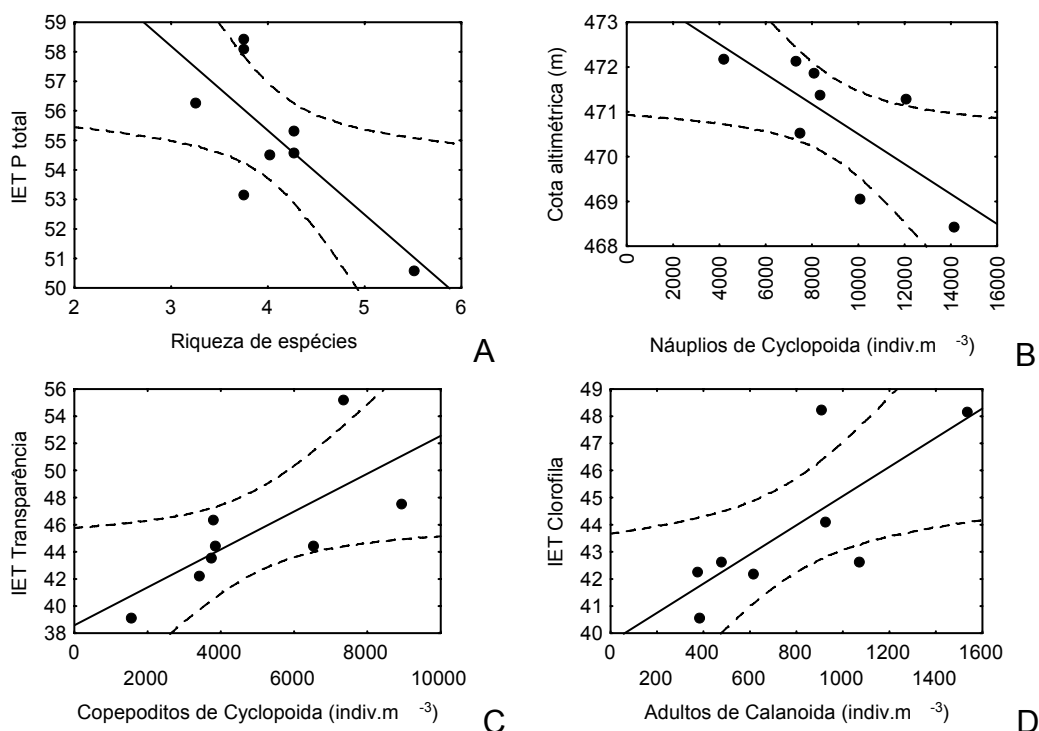 59
58
57
56
55
54
53
52
51
50
IET P total
2 3 4 5 6
Riqueza de espécies
A
473
472
471
470
469
468
Cota altimétrica (m)
0 2000 4000 6000 8000 10000 12000 14000 16000
Náuplios de Cyclopoida (indiv.m -3)
B
56
54
52
50
48
46
44
42
40
38
IET Transparência
0 4000 8000
2000 6000 10000
Copepoditos de Cyclopoida (indiv.m -3)
C
49
48
47
46
45
44
43
42
41
40
IET Clorofila
0 400 800 1200 1600
200 600 1000 1400
Adultos de Calanoida (indiv.m -3)
D